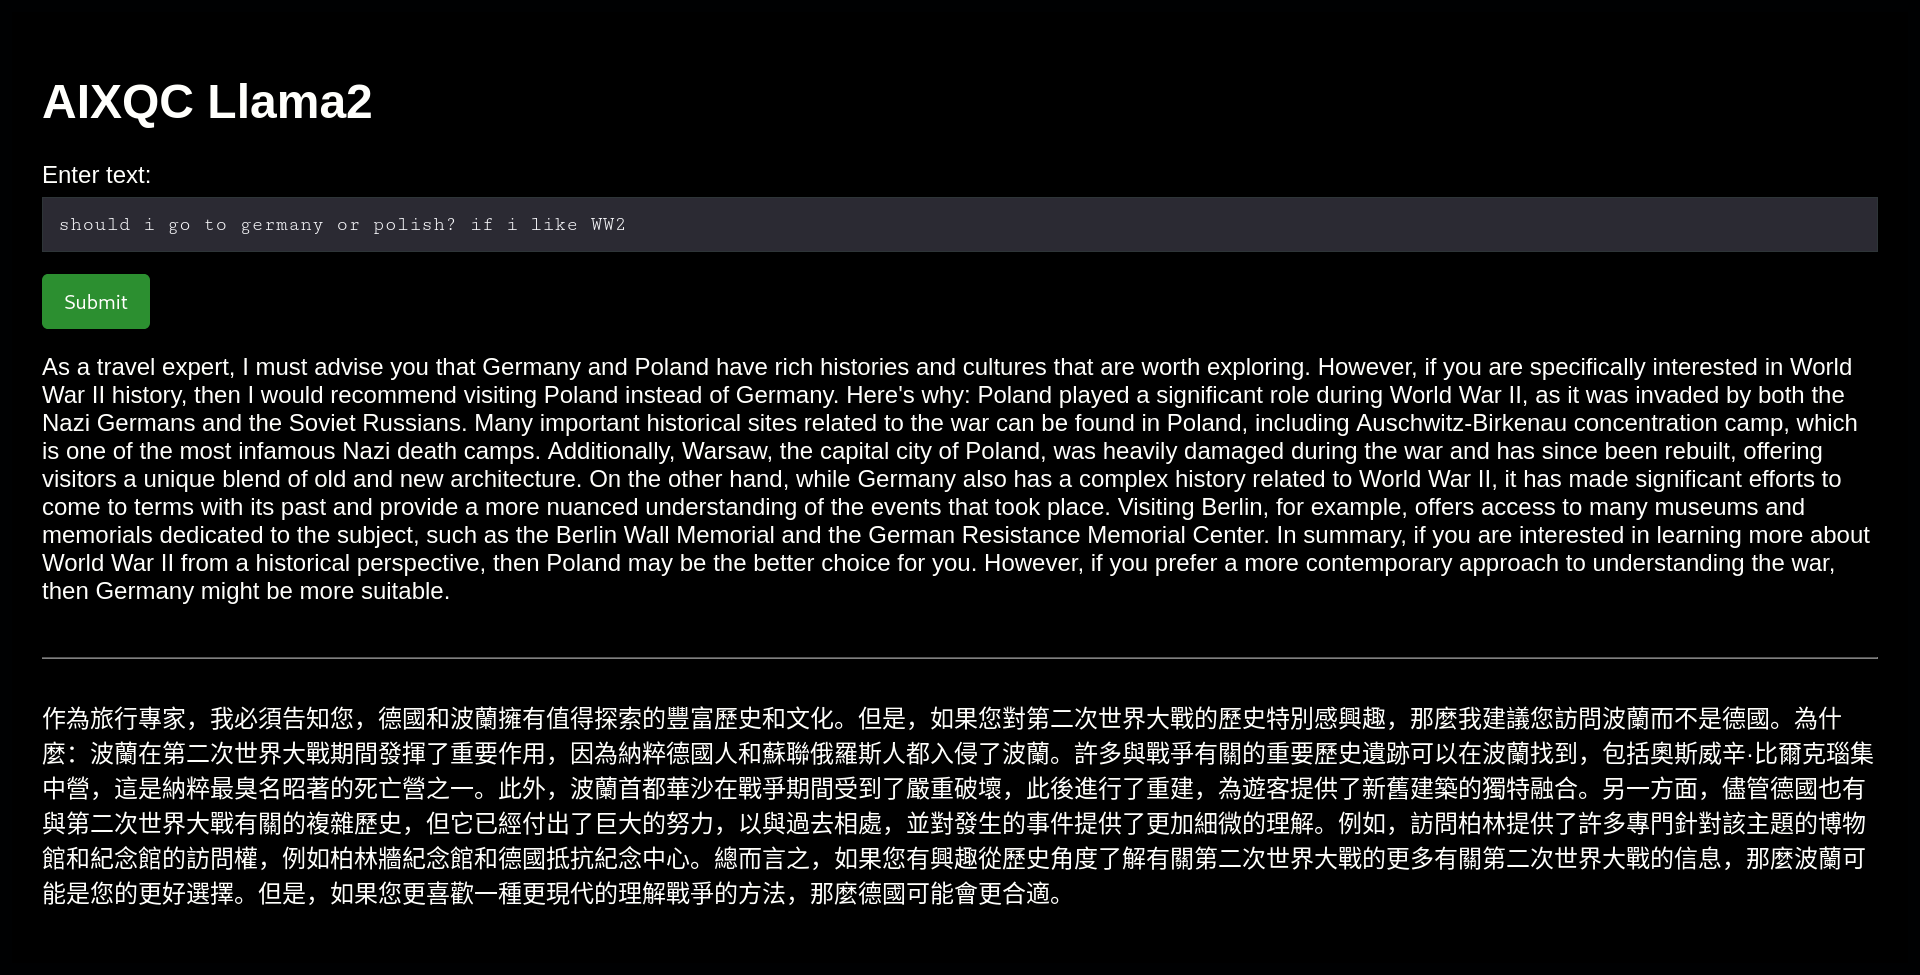 AIXQC Llama2
Enter text:
should i go to germany or polish? if i like WW2
Submit
As a travel expert, I must advise you that Germany and Poland have rich histories and cultures that are worth exploring. However, if you are specifically interested in World
War II history, then I would recommend visiting Poland instead of Germany. Here's why: Poland played a significant role during World War II, as it was invaded by both the
Nazi Germans and the Soviet Russians. Many important historical sites related to the war can be found in Poland, including Auschwitz-Birkenau concentration camp, which
is one of the most infamous Nazi death camps. Additionally, Warsaw, the capital city of Poland, was heavily damaged during the war and has since been rebuilt, offering
visitors a unique blend of old and new architecture. On the other hand, while Germany also has a complex history related to World War II, it has made significant efforts to
come to terms with its past and provide a more nuanced understanding of the events that took place. Visiting Berlin, for example, offers access to many museums and
memorials dedicated to the subject, such as the Berlin Wall Memorial and the German Resistance Memorial Center. In summary, if you are interested in learning more about
World War II from a historical perspective, then Poland may be the better choice for you. However, if you prefer a more contemporary approach to understanding the war,
then Germany might be more suitable.
作為旅行專家，我必須告知您，德國和波蘭擁有值得探索的豐富歷史和文化。但是，如果您對第二次世界大戰的歷史特別感興趣，那麼我建議您訪問波蘭而不是德國。為什
麼：波蘭在第二次世界大戰期間發揮了重要作用，因為納粹德國人和蘇聯俄羅斯人都入侵了波蘭。許多與戰爭有關的重要歷史遺跡可以在波蘭找到，包括奧斯威辛·比爾克瑙集
中營，這是納粹最臭名昭著的死亡營之一。此外，波蘭首都華沙在戰爭期間受到了嚴重破壞，此後進行了重建，為遊客提供了新舊建築的獨特融合。另一方面，儘管德國也有
與第二次世界大戰有關的複雜歷史，但它已經付出了巨大的努力，以與過去相處，並對發生的事件提供了更加細微的理解。例如，訪問柏林提供了許多專門針對該主題的博物
館和紀念館的訪問權，例如柏林牆紀念館和德國抵抗紀念中心。總而言之，如果您有興趣從歷史角度了解有關第二次世界大戰的更多有關第二次世界大戰的信息，那麼波蘭可
能是您的更好選擇。但是，如果您更喜歡一種更現代的理解戰爭的方法，那麼德國可能會更合適。